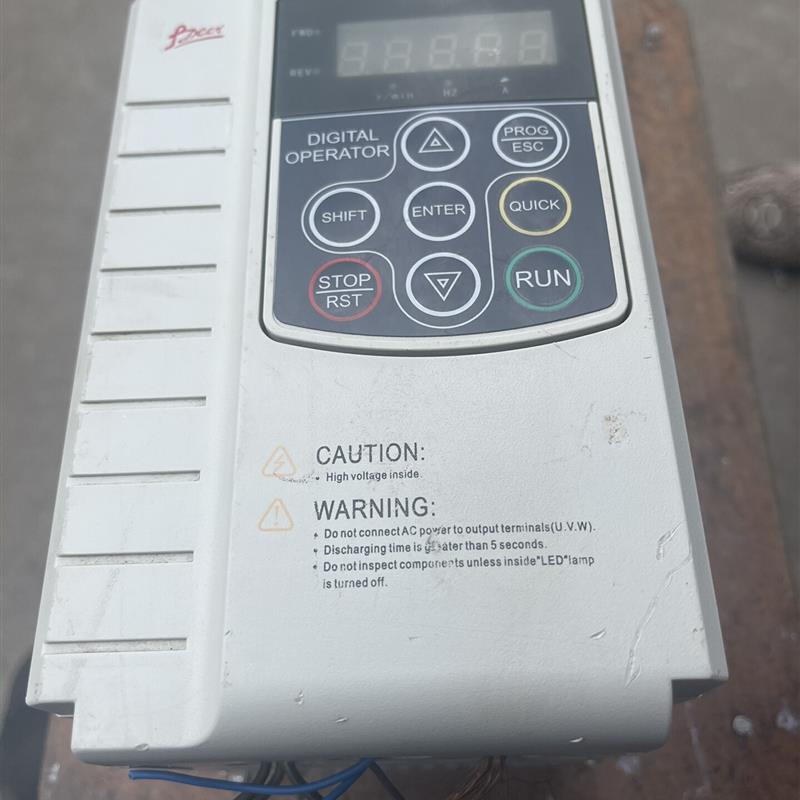 FWD
REV
r/min HZ A
DIGITAL
OPERATOR
PROG
ESC
SHIFT
ENTER
QUICK
STOP
RST
RUN
CAUTION:
• High voltage inside.
WARNING:
• Do not connect AC power to output terminals(U.V.W).
• Discharging time is greater than 5 seconds.
• Do not inspect components unless inside"LED"lamp
is turned off.